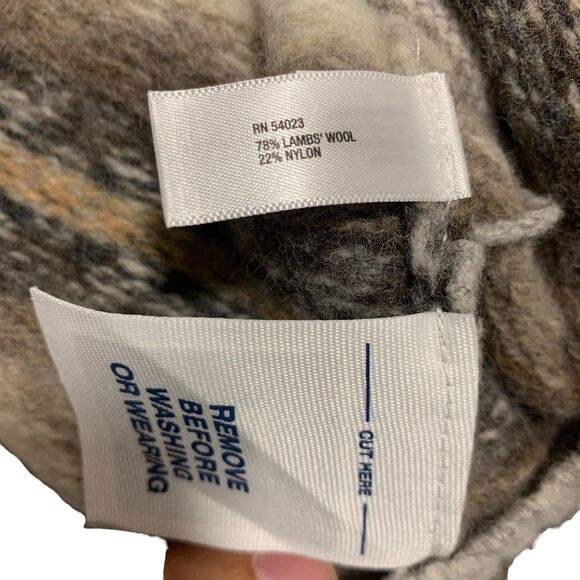 RN 54023
78% LAMBS' WOOL
22% NYLON
REMOVE
BEFORE
WASHING
OR WEARING
CUT HERE